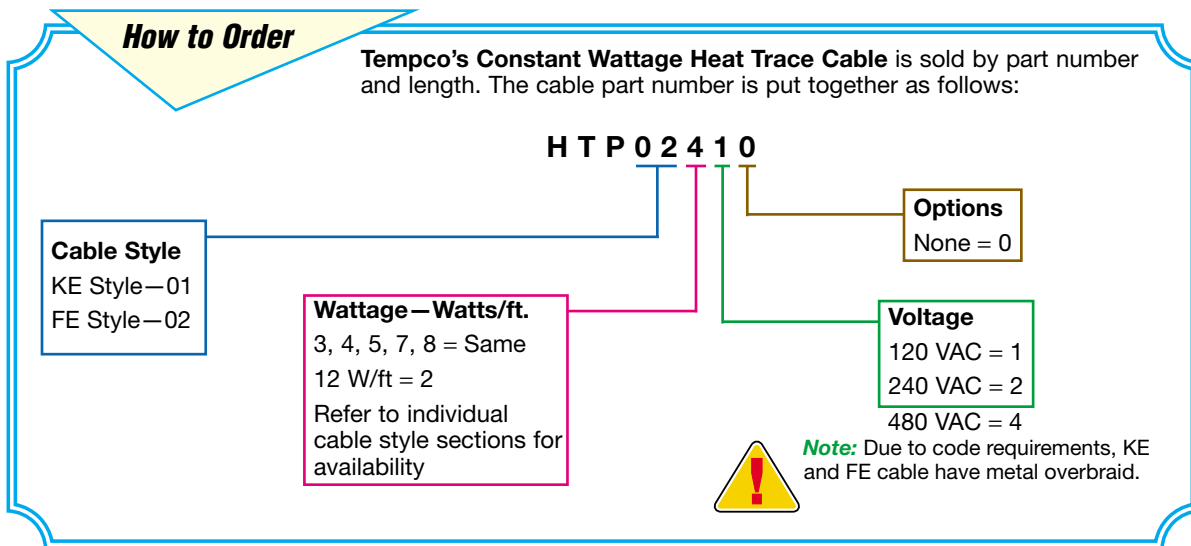 How to Order
Tempco's Constant Wattage Heat Trace Cable is sold by part number
and length. The cable part number is put together as follows:
H T P 0 2 4 1 0
Options
None = 0
Cable Style
KE Style—01
FE Style—02
Wattage—Watts/ft.
3, 4, 5, 7, 8 = Same
12 W/ft = 2
Refer to individual
cable style sections for
availability
Voltage
120 VAC = 1
240 VAC = 2
480 VAC = 4
!
Note: Due to code requirements, KE
and FE cable have metal overbraid.